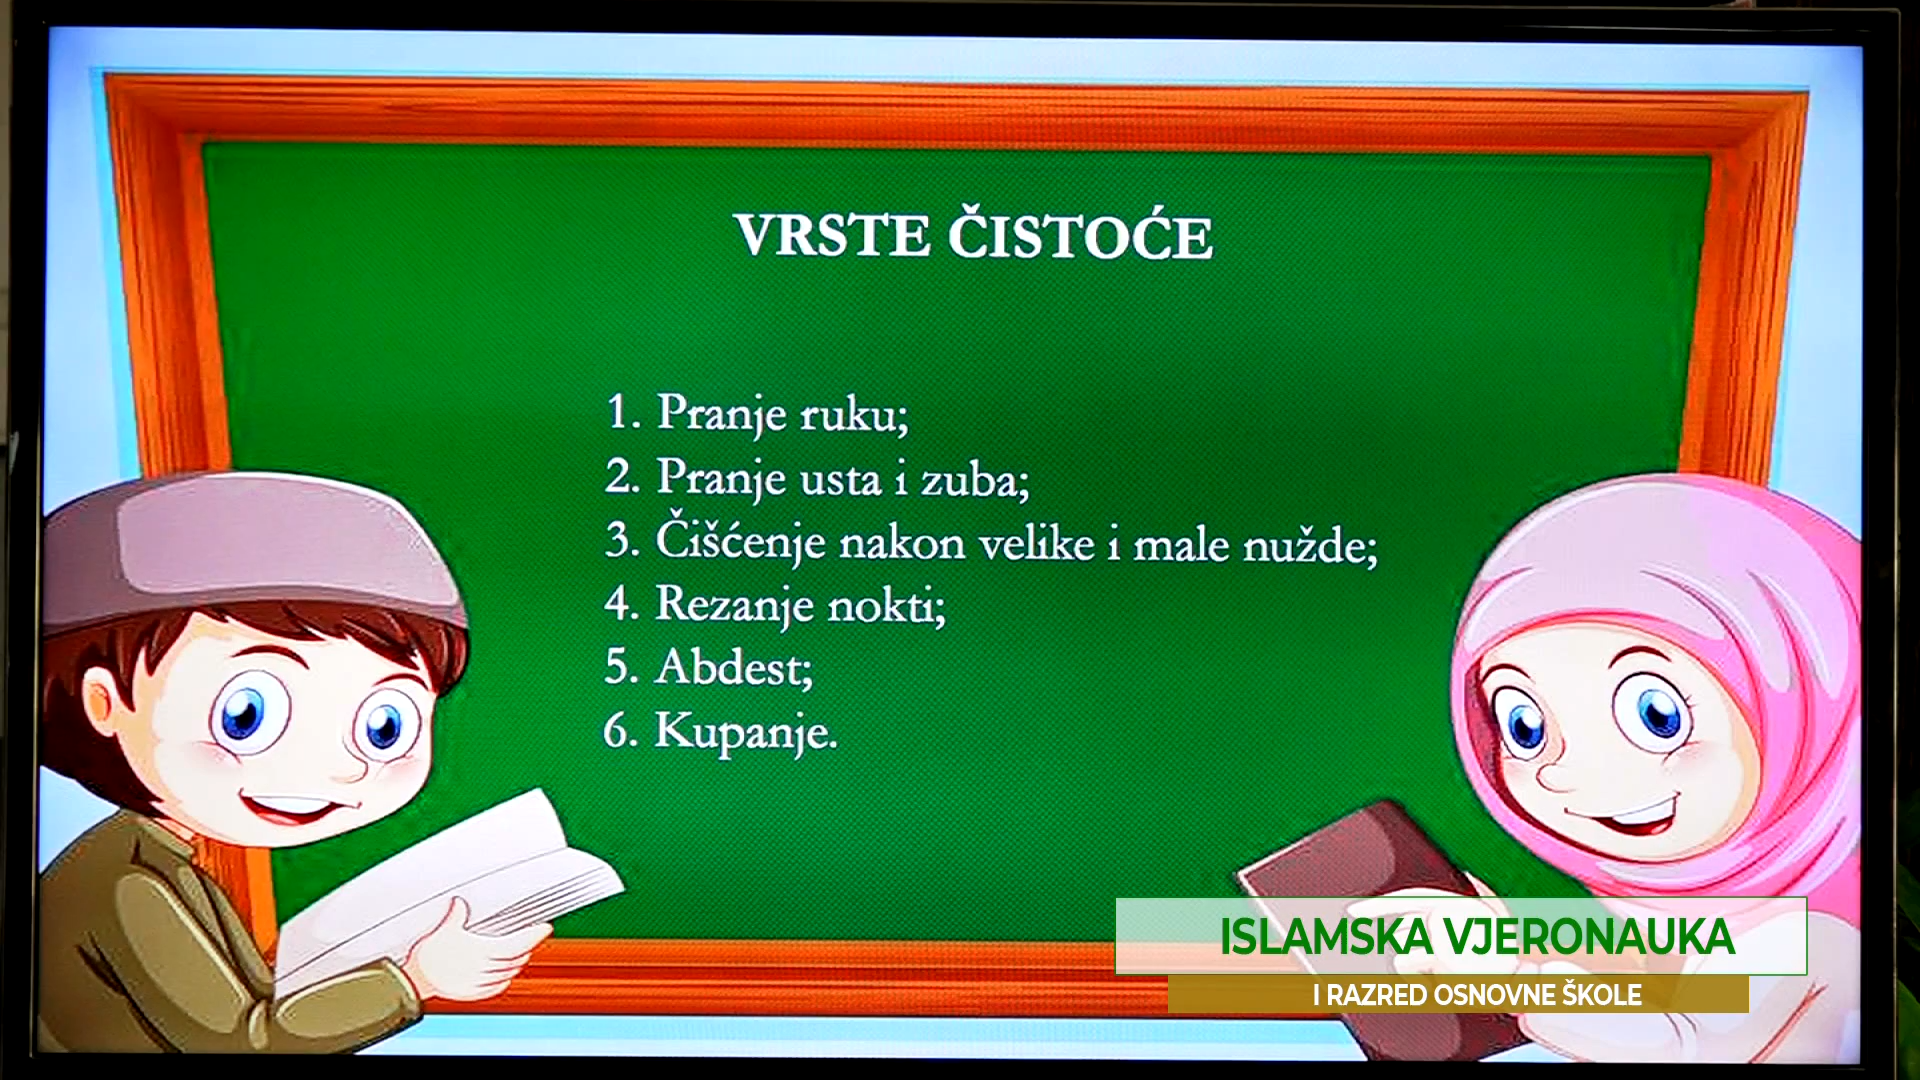 VRSTE ČISTOĆE
1. Pranje ruku;
2. Pranje usta i zuba;
3. Čišćenje nakon velike i male nužde;
4. Rezanje nokti;
5. Abdest;
6. Kupanje.
ISLAMSKA VJERONAUKA
I RAZRED OSNOVNE ŠKOLE